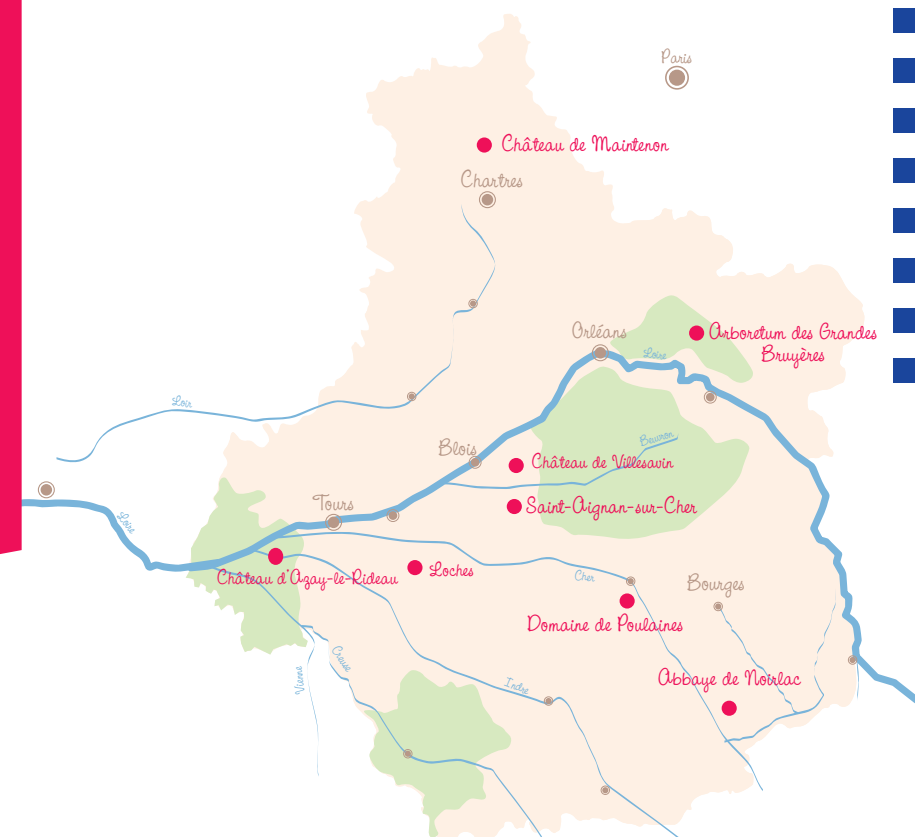 Paris
Château de Maintenon
Chartres
Orléans
Arboretum des Grandes
Bruyères
Loire
Loir
Beuvron
Blois
Château de Villesavin
Tours
Saint-Aignan-sur-Cher
Loire
Château d'Azay-le-Rideau
Loches
Cher
Bourges
Domaine de Poulaines
Creuse
Vienne
Indre
Abbaye de Noirlac